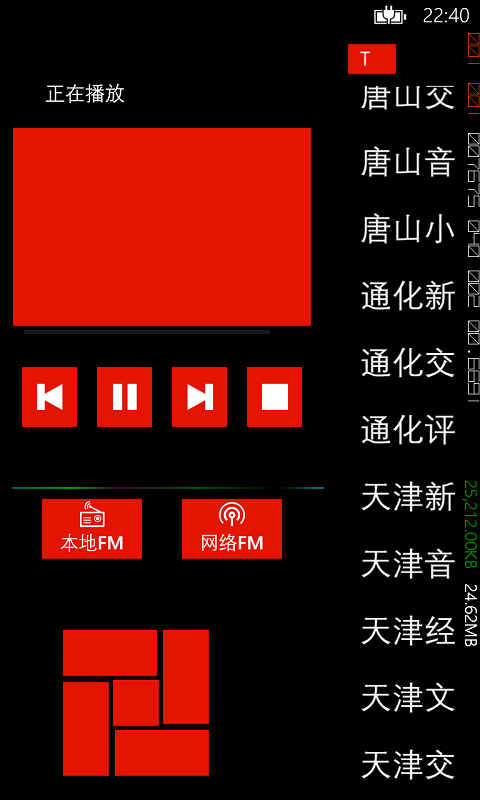 22:40
T
正在播放
唐山交
唐山音
唐山小
通化新
通化交
通化评
天津新
天津音
天津经
天津文
天津交
本地FM
网络FM
25,212.00KB
24.62MB